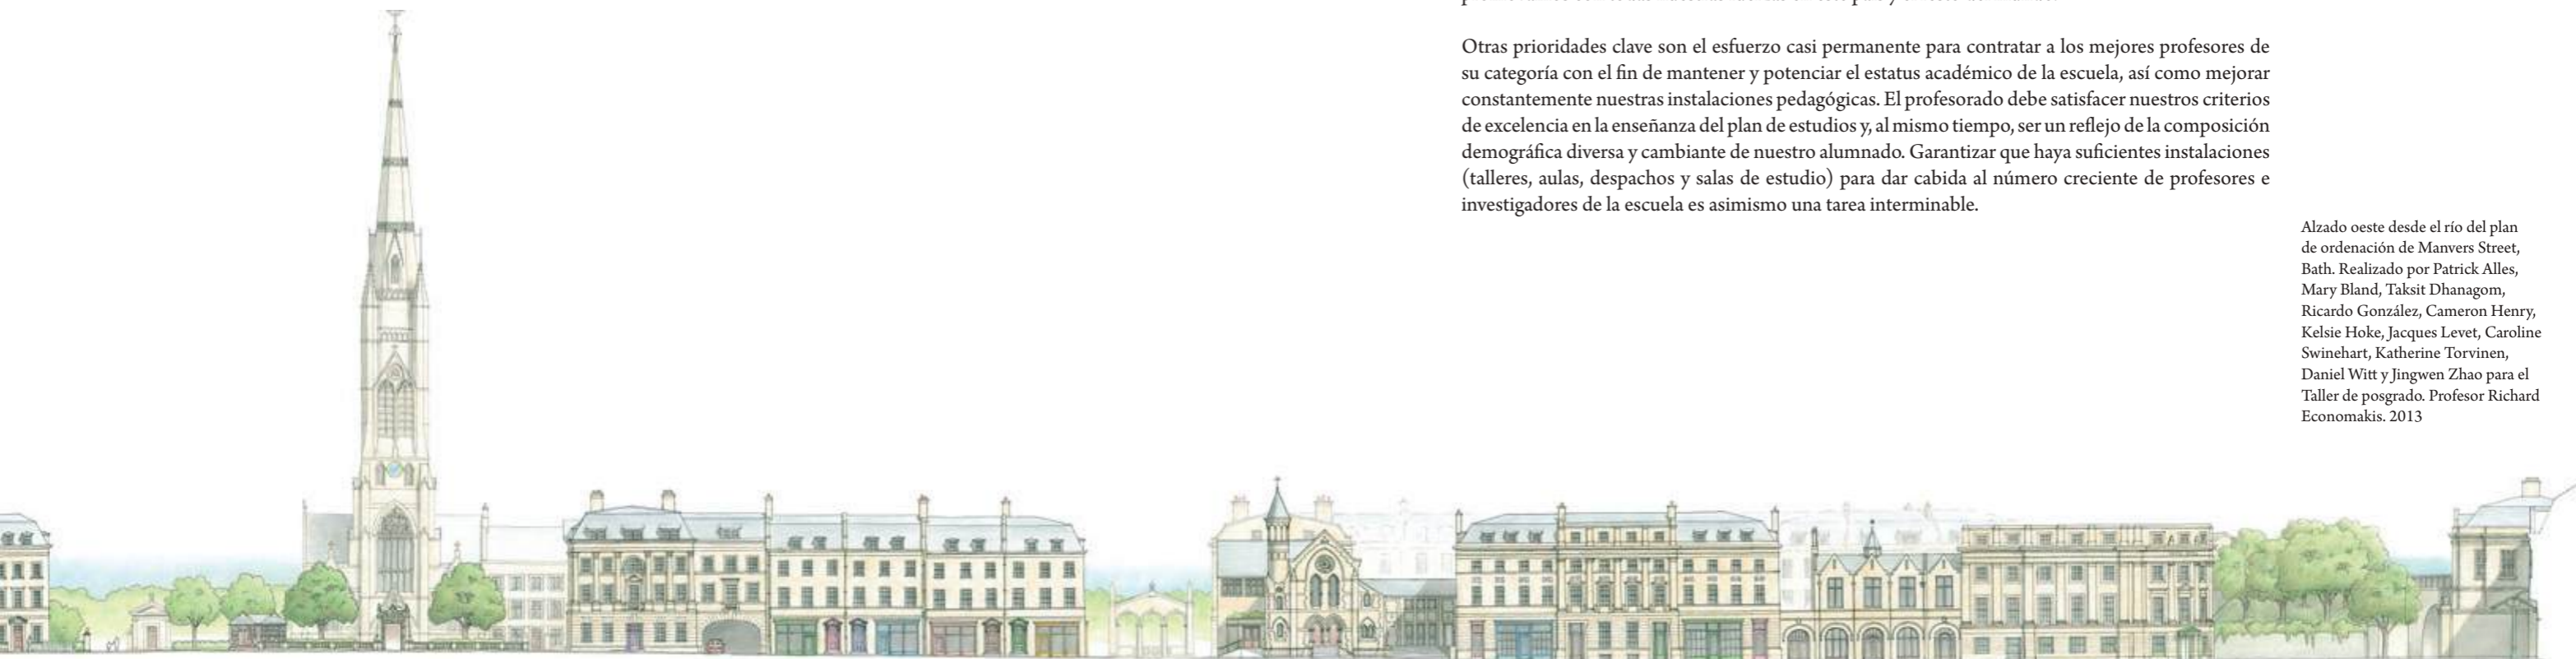 Otras prioridades clave son el esfuerzo casi permanente para contratar a los mejores profesores de
su categoría con el fin de mantener y potenciar el estatus académico de la escuela, así como mejorar
constantemente nuestras instalaciones pedagógicas. El profesorado debe satisfacer nuestros criterios
de excelencia en la enseñanza del plan de estudios y, al mismo tiempo, ser un reflejo de la composición
demográfica diversa y cambiante de nuestro alumnado. Garantizar que haya suficientes instalaciones
(talleres, aulas, despachos y salas de estudio) para dar cabida al número creciente de profesores e
investigadores de la escuela es asimismo una tarea interminable.
Alzado oeste desde el río del plan
de ordenación de Manvers Street,
Bath. Realizado por Patrick Alles,
Mary Bland, Taksit Dhanagom,
Ricardo González, Cameron Henry,
Kelsie Hoke, Jacques Levet, Caroline
Swinehart, Katherine Torvinen,
Daniel Witt y Jingwen Zhao para el
Taller de posgrado. Profesor Richard
Economakis. 2013